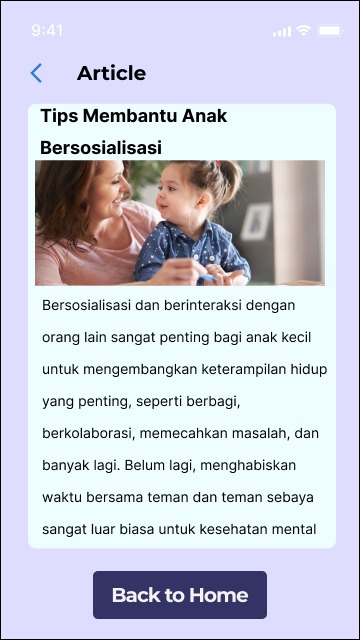 9:41
Article
Tips Membantu Anak
Bersosialisasi
Bersosialisasi dan berinteraksi dengan
orang lain sangat penting bagi anak kecil
untuk mengembangkan keterampilan hidup
yang penting, seperti berbagi,
berkolaborasi, memecahkan masalah, dan
banyak lagi. Belum lagi, menghabiskan
waktu bersama teman dan teman sebaya
sangat luar biasa untuk kesehatan mental
Back to Home